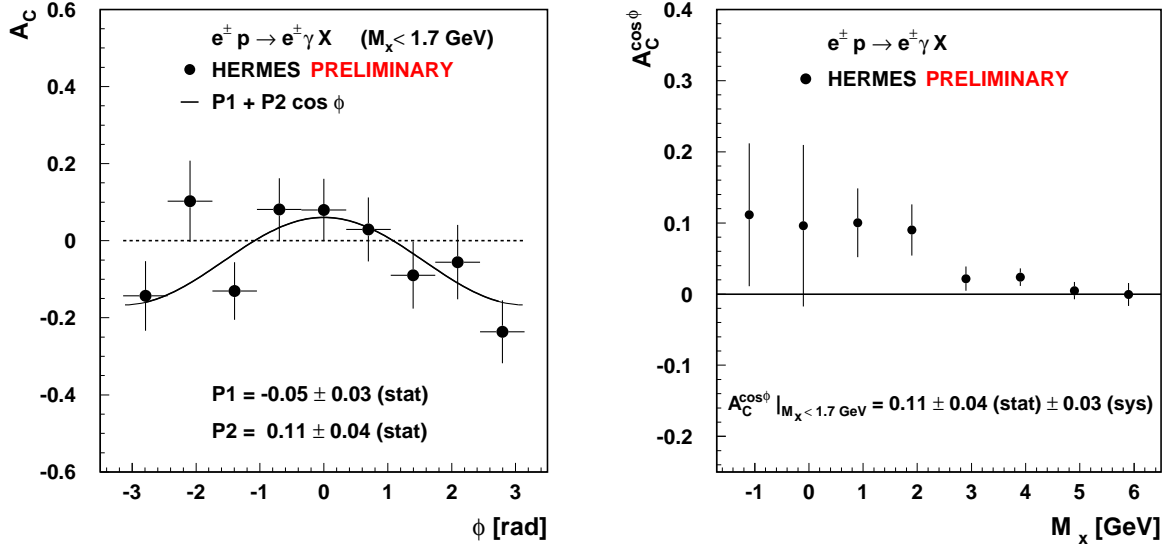 A_C
0.6
0.4
0.2
0
-0.2
-0.4
-0.6
e± p → e± γ X (M_x< 1.7 GeV)
HERMES PRELIMINARY
P1 + P2 cos ϕ
P1 = -0.05 ± 0.03 (stat)
P2 = 0.11 ± 0.04 (stat)
-3 -2 -1 0 1 2 3
ϕ [rad]
A_C^cos ϕ
0.4
0.3
0.2
0.1
0
-0.1
-0.2
e± p → e± γ X
HERMES PRELIMINARY
A_C^cosϕ |_M_x< 1.7 GeV = 0.11 ± 0.04 (stat) ± 0.03 (sys)
-1 0 1 2 3 4 5 6
M_x [GeV]